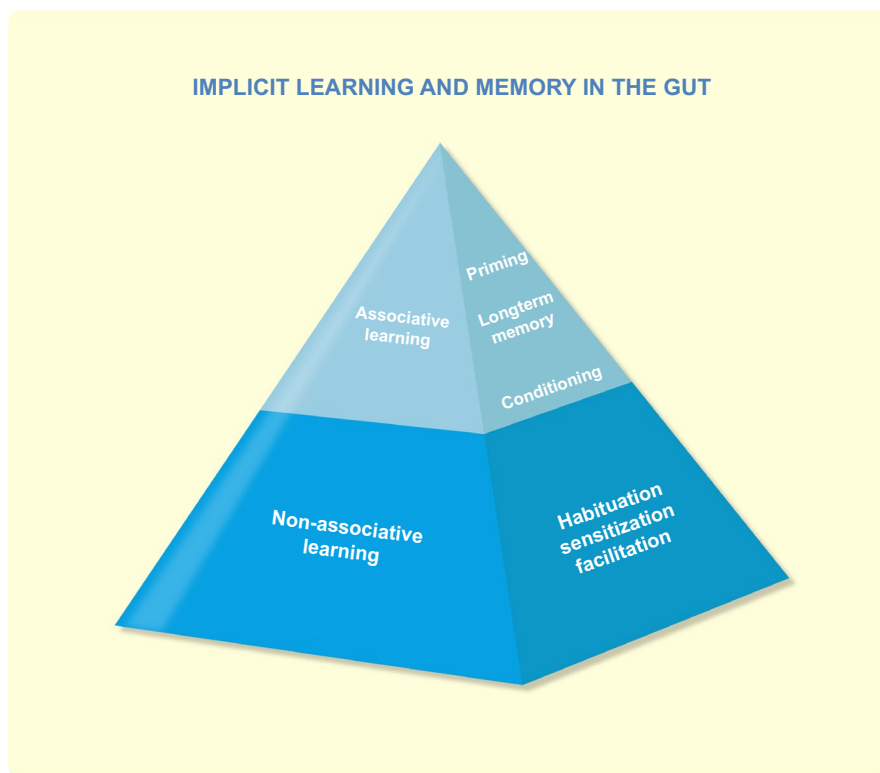 IMPLICIT LEARNING AND MEMORY IN THE GUT
Priming
Associative
learning
Longterm
memory
Conditioning
Non-associative
learning
Habituation
sensitization
facilitation